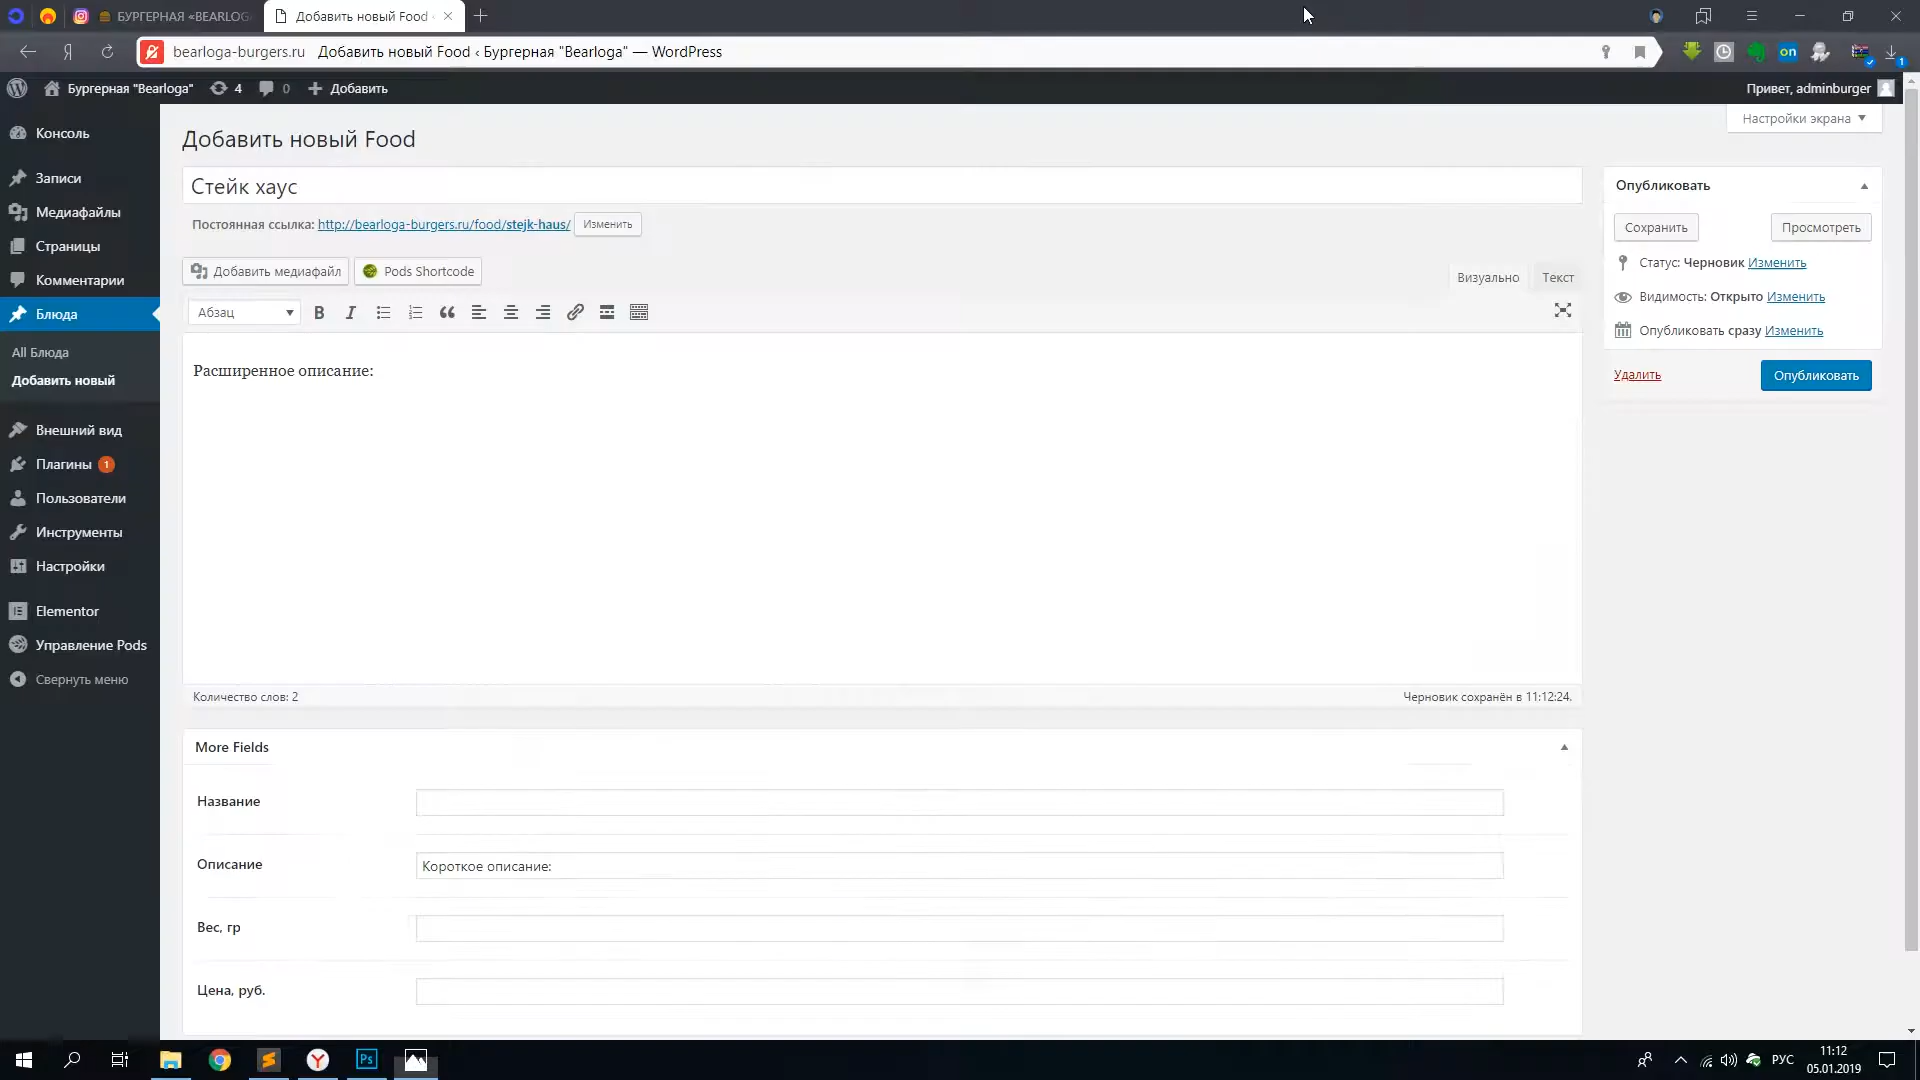 БУРГЕРНАЯ «BEARLOG
Добавить новый Food
bearloga-burgers.ru Добавить новый Food ‹ Бургерная "Bearloga" — WordPress
on
1
Бургерная "Bearloga" 4 0 Добавить
Привет, adminburger
Настройки экрана
Консоль
Записи
Медиафайлы
Страницы
Комментарии
Блюда
All Блюда
Добавить новый
Внешний вид
Плагины 1
Пользователи
Инструменты
Настройки
Elementor
Управление Pods
Свернуть меню
Добавить новый Food
Стейк хаус
Постоянная ссылка: http://bearloga-burgers.ru/food/stejk-haus/ Изменить
Добавить медиафайл Pods Shortcode
Визуально Текст
Абзац B I
Расширенное описание:
Количество слов: 2
Черновик сохранён в 11:12:24.
More Fields
Название
Описание
Короткое описание:
Вес, гр
Цена, руб.
Опубликовать
Сохранить Просмотреть
Статус: Черновик Изменить
Видимость: Открыто Изменить
Опубликовать сразу Изменить
Удалить Опубликовать
Ps
РУС
11:12
05.01.2019